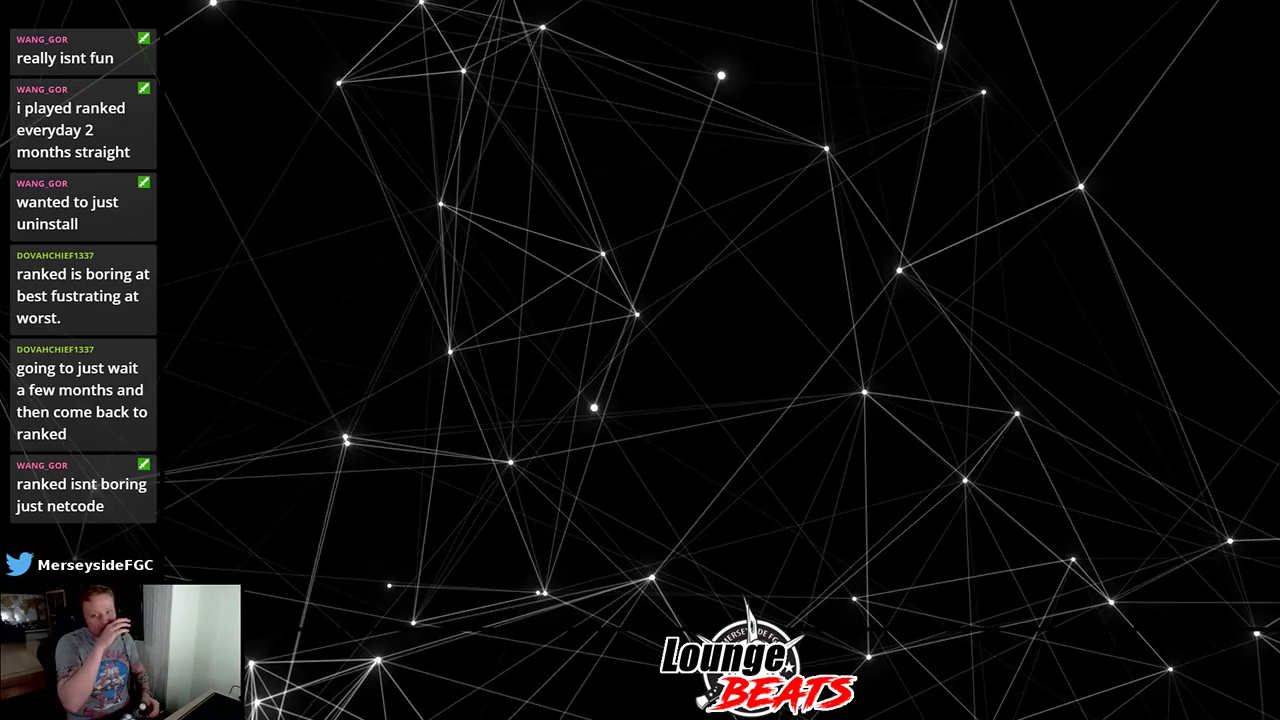 WANG_GOR
really isnt fun
WANG_GOR
i played ranked
everyday 2
months straight
WANG_GOR
wanted to just
uninstall
DOVAHCHIEF1337
ranked is boring at
best fustrating at
worst.
DOVAHCHIEF1337
going to just wait
a few months and
then come back to
ranked
WANG_GOR
ranked isnt boring
just netcode
MerseysideFGC
Lounge
BEATS